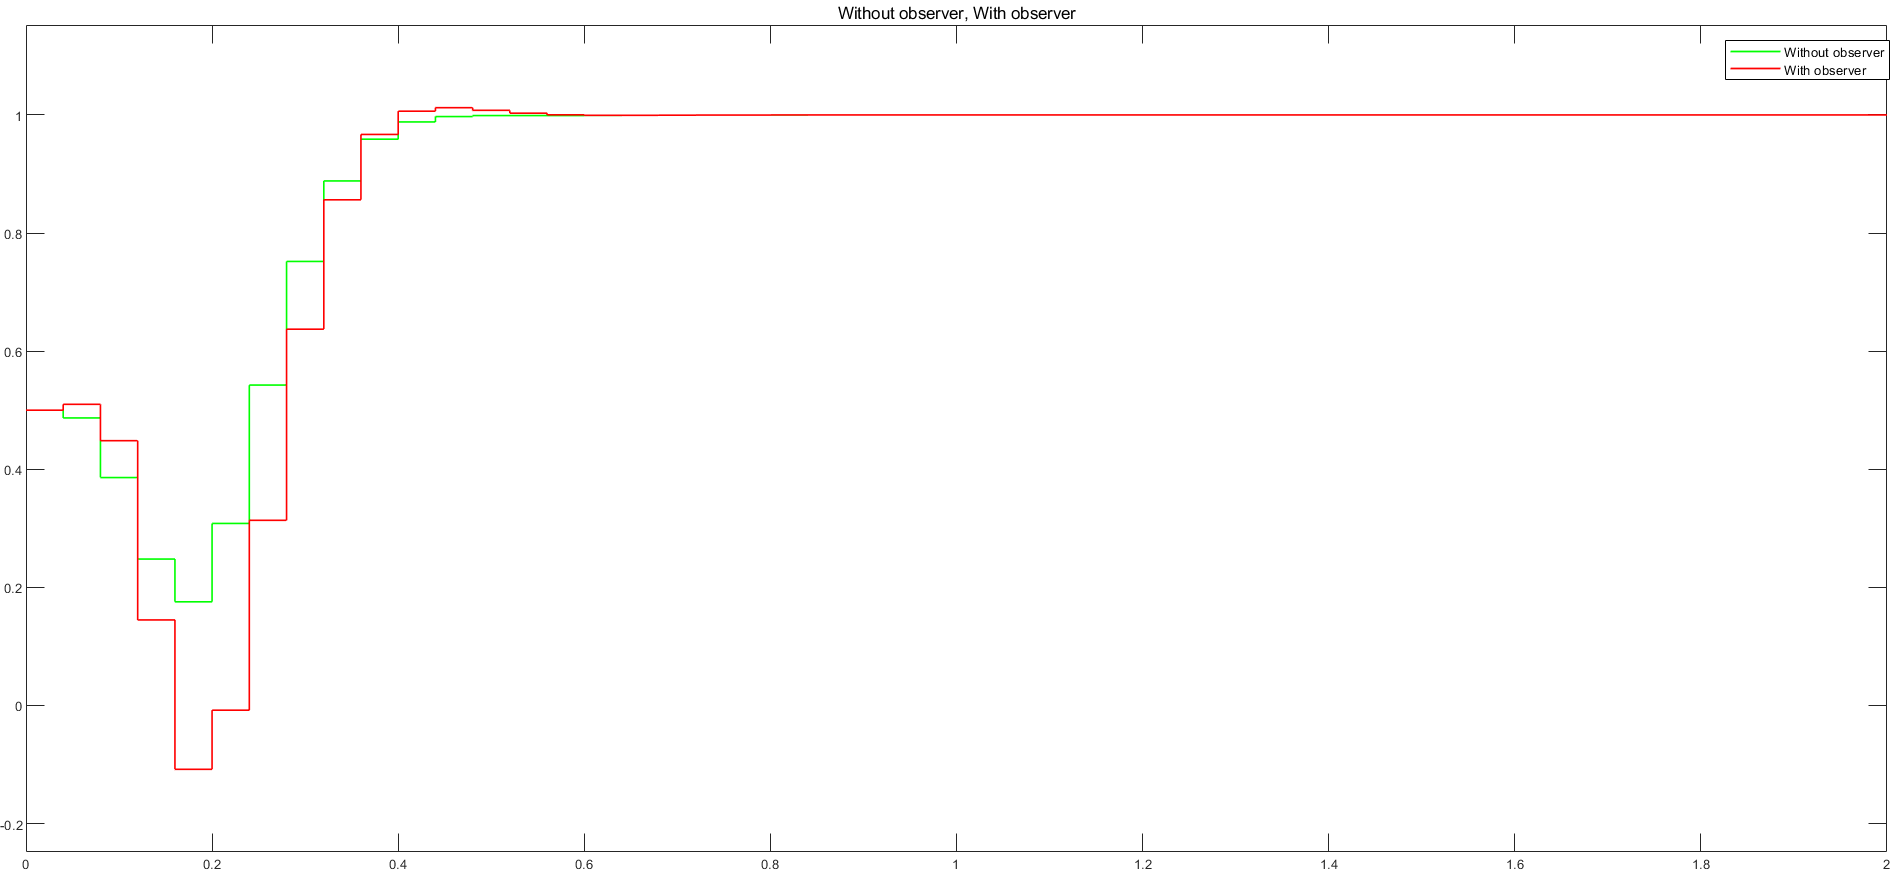 Without observer, With observer
Without observer
With observer
1
0.8
0.6
0.4
0.2
0
-0.2
0 0.2 0.4 0.6 0.8 1 1.2 1.4 1.6 1.8 2